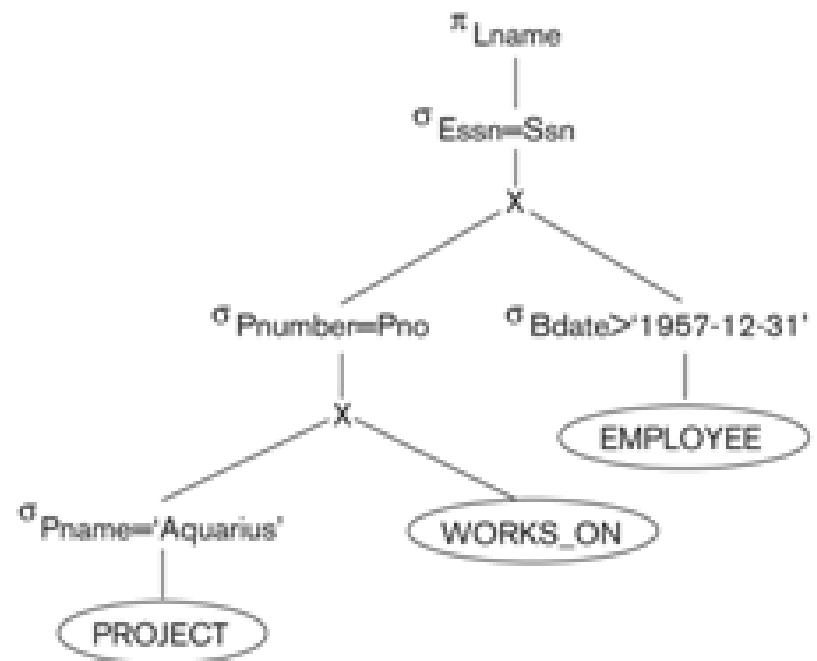 π Lname
σ Essn=Ssn
X
σ Pnumber=Pno
σ Bdate>'1957-12-31'
X
EMPLOYEE
σ Pname='Aquarius'
WORKS_ON
PROJECT